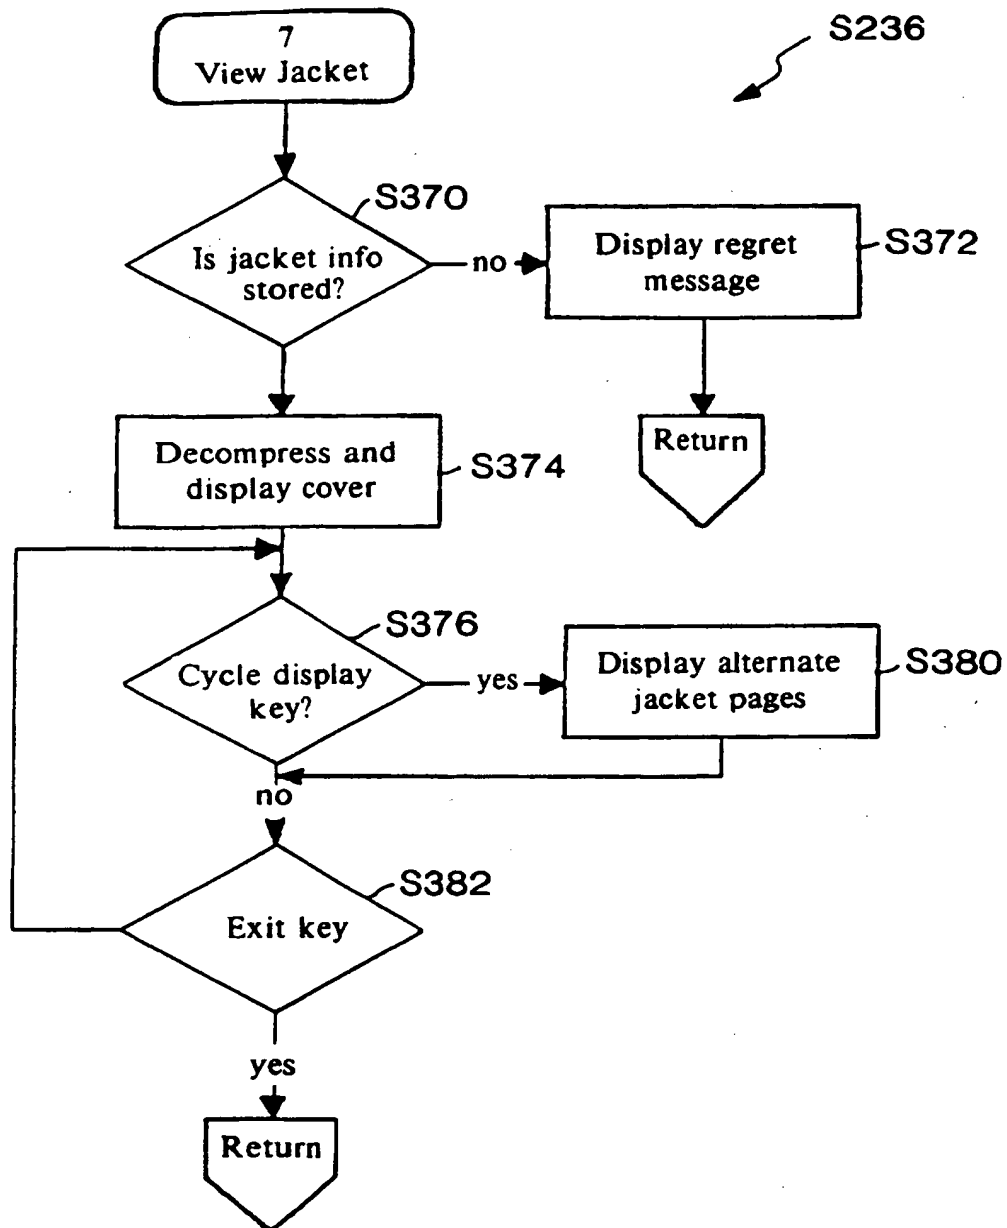 7
View Jacket
S236
S370
Is jacket info
stored?
no
Display regret
message
S372
Return
Decompress and
display cover
S374
S376
Cycle display
key?
yes
Display alternate
jacket pages
S380
no
S382
Exit key
yes
Return